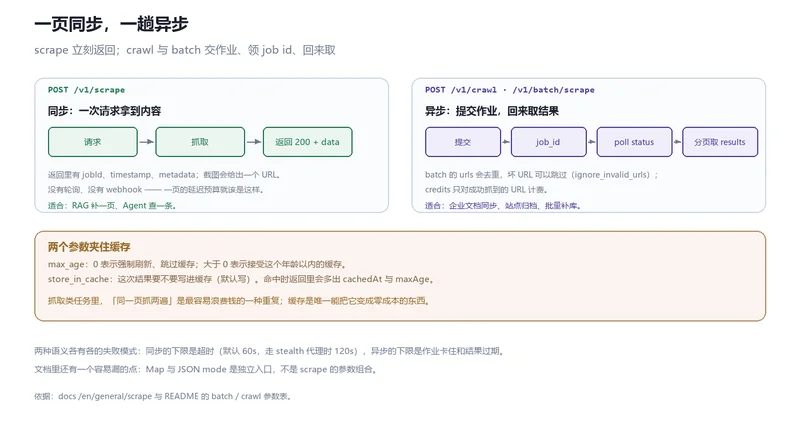 一页同步，一趟异步
scrape 立刻返回；crawl 与 batch 交作业、领 job id、回来取
POST /v1/scrape
同步：一次请求拿到内容
请求
抓取
返回 200 + data
返回里有 jobId、timestamp、metadata；截图会给出一个 URL。
没有轮询、没有 webhook —— 一页的延迟预算就该是这样。
适合：RAG 补一页、Agent 查一条。
POST /v1/crawl · /v1/batch/scrape
异步：提交作业，回来取结果
提交
job_id
poll status
分页取 results
batch 的 urls 会去重，坏 URL 可以跳过（ignore_invalid_urls）；
credits 只对成功抓到的 URL 计费。
适合：企业文档同步、站点归档、批量补库。
两个参数夹住缓存
max_age：0 表示强制刷新、跳过缓存；大于 0 表示接受这个年龄以内的缓存。
store_in_cache：这次结果要不要写进缓存（默认写）。命中时返回里会多出 cachedAt 与 maxAge。
抓取类任务里，「同一页抓两遍」是最容易浪费钱的一种重复；缓存是唯一能把它变成零成本的东西。
两种语义各有各的失败模式：同步的下限是超时（默认 60s，走 stealth 代理时 120s），异步的下限是作业卡住和结果过期。
文档里还有一个容易漏的点：Map 与 JSON mode 是独立入口，不是 scrape 的参数组合。
依据：docs /en/general/scrape 与 README 的 batch / crawl 参数表。